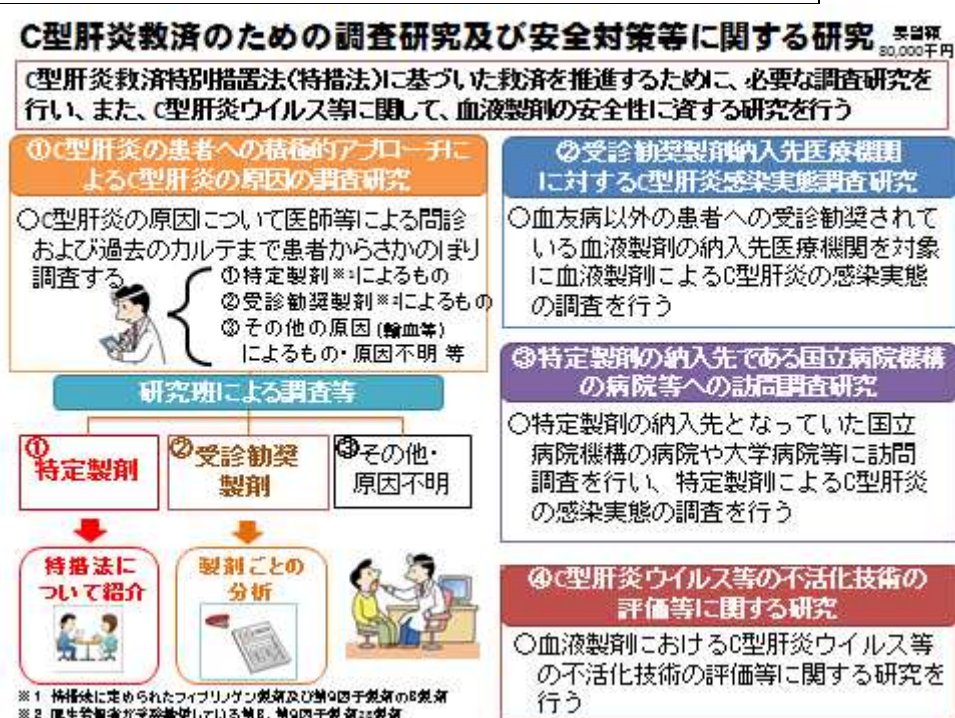 C型肝炎救済のための調査研究及び安全対策等に関する研究
要望額
80,000千円
C型肝炎救済特別措置法(特措法)に基づいた救済を推進するために、必要な調査研究を
行い、また、C型肝炎ウイルス等に関して、血液製剤の安全性に資する研究を行う
①C型肝炎の患者への積極的アプローチに
よるC型肝炎の原因の調査研究
○C型肝炎の原因について医師等による問診
および過去のカルテまで患者からさかのぼり
調査する
①特定製剤※1によるもの
②受診勧奨製剤※2によるもの
③その他の原因(輸血等)
によるもの・原因不明 等
研究班による調査等
①
特定製剤
②受診勧奨
製剤
③その他・
原因不明
特措法に
ついて紹介
製剤ごとの
分析
※1 特措法に定められたフィブリノゲン製剤及び第9因子製剤の8製剤
※2 厚生労働省が受診勧奨している第8、第9因子製剤
②受診勧奨製剤納入先医療機関
に対するC型肝炎感染実態調査研究
○血友病以外の患者への受診勧奨されて
いる血液製剤の納入先医療機関を対象
に血液製剤によるC型肝炎の感染実態
の調査を行う
③特定製剤の納入先である国立病院機構
の病院等への訪問調査研究
○特定製剤の納入先となっていた国立
病院機構の病院や大学病院等に訪問
調査を行い、特定製剤によるC型肝炎
の感染実態の調査を行う
④C型肝炎ウイルス等の不活化技術の
評価等に関する研究
○血液製剤におけるC型肝炎ウイルス等
の不活化技術の評価等に関する研究を
行う